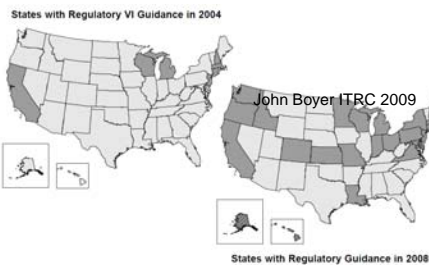 States with Regulatory VI Guidance in 2004
John Boyer ITRC 2009
States with Regulatory Guidance in 2008